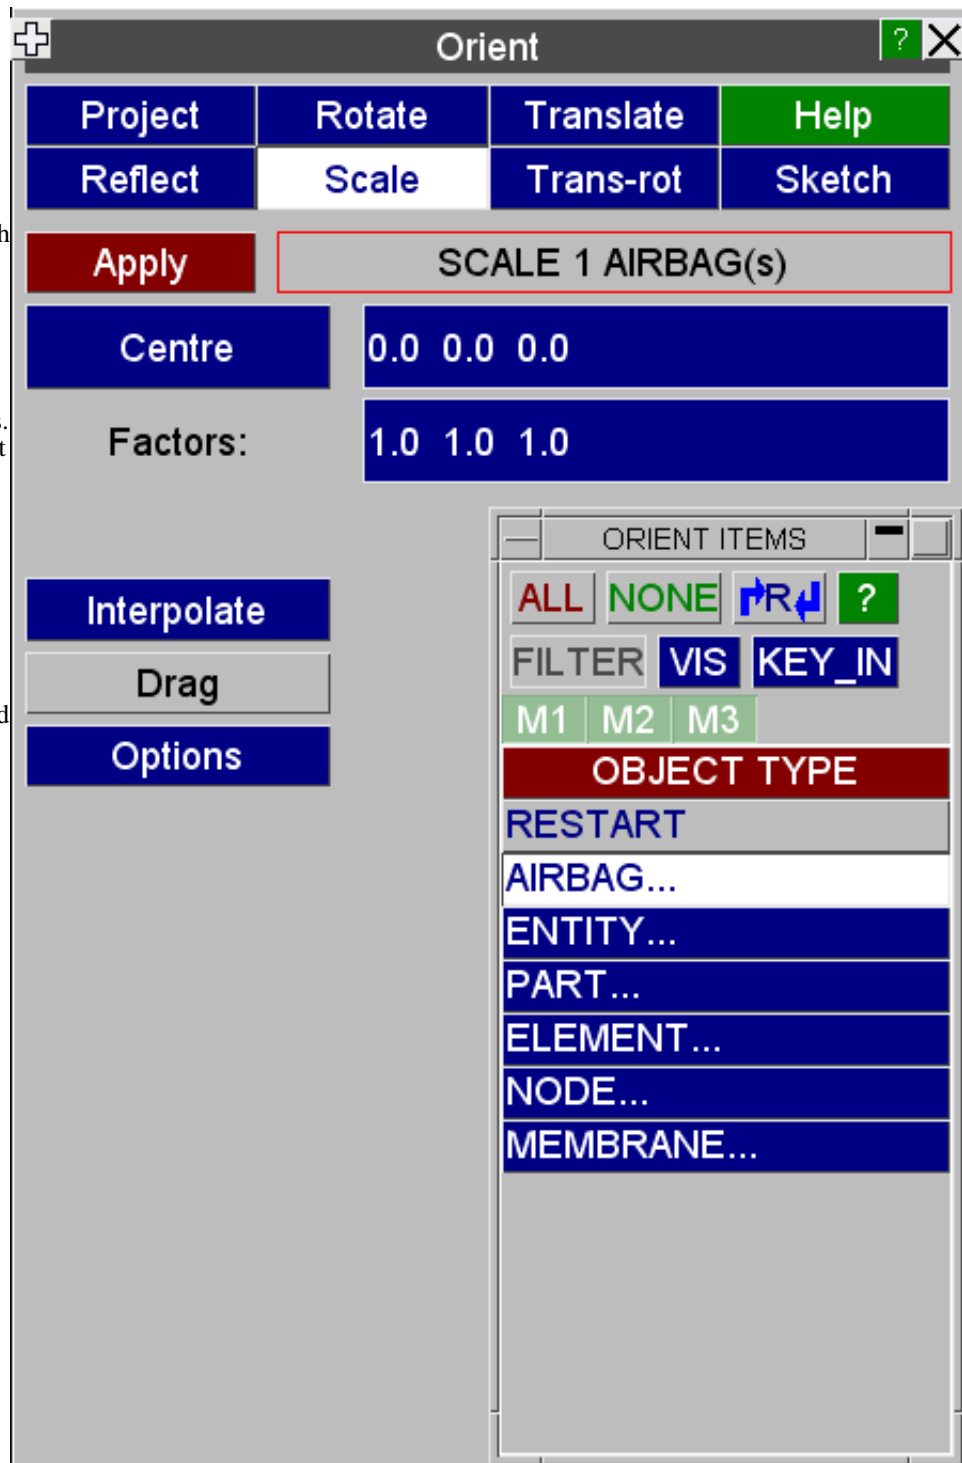 Orient ?
Project Rotate Translate Help
Reflect Scale Trans-rot Sketch
h
Apply SCALE 1 AIRBAG(s)
Centre 0.0 0.0 0.0
s.
Factors: 1.0 1.0 1.0
t
ORIENT ITEMS
Interpolate
ALL NONE R ?
Drag
FILTER VIS KEY_IN
d
M1 M2 M3
Options
OBJECT TYPE
RESTART
AIRBAG...
ENTITY...
PART...
ELEMENT...
NODE...
MEMBRANE...